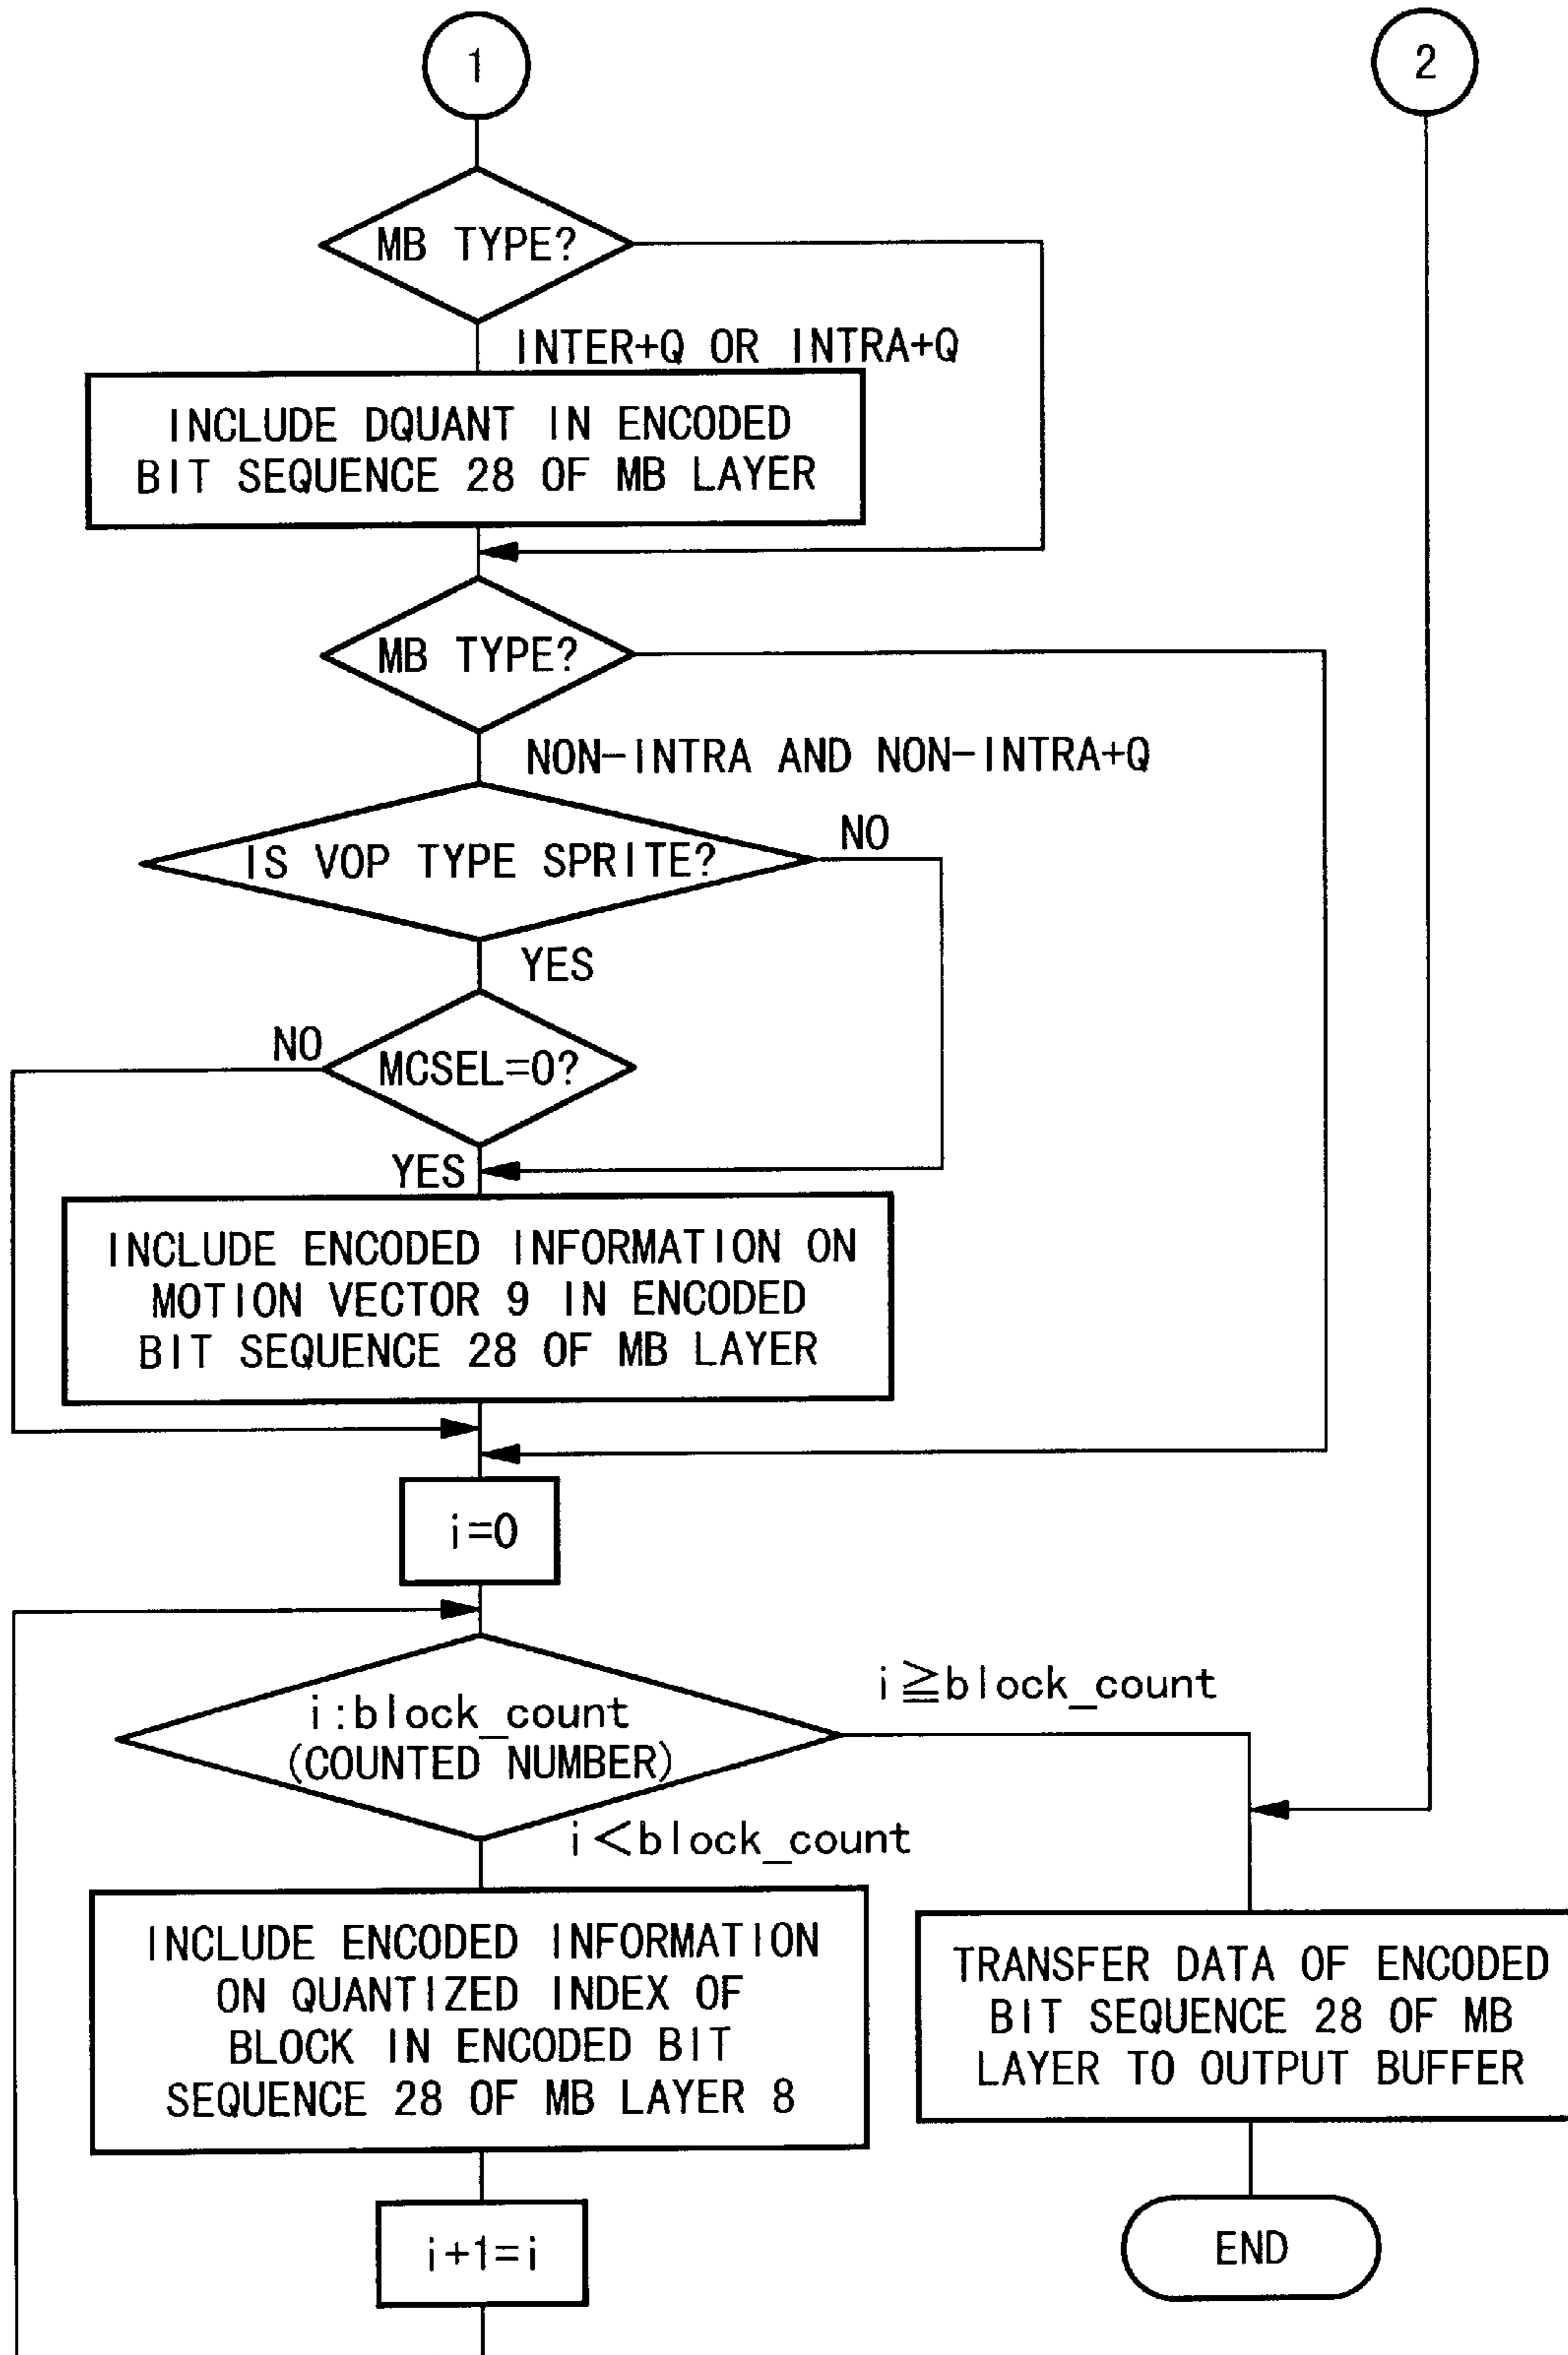 1
2
MB TYPE?
INTER+Q OR INTRA+Q
INCLUDE DQUANT IN ENCODED
BIT SEQUENCE 28 OF MB LAYER
MB TYPE?
NON-INTRA AND NON-INTRA+Q
IS VOP TYPE SPRITE?
NO
YES
NO
MCSEL=0?
YES
INCLUDE ENCODED INFORMATION ON
MOTION VECTOR 9 IN ENCODED
BIT SEQUENCE 28 OF MB LAYER
i=0
i:block_count
(COUNTED NUMBER)
i≧block_count
i<block_count
INCLUDE ENCODED INFORMATION
ON QUANTIZED INDEX OF
BLOCK IN ENCODED BIT
SEQUENCE 28 OF MB LAYER 8
TRANSFER DATA OF ENCODED
BIT SEQUENCE 28 OF MB
LAYER TO OUTPUT BUFFER
i+1=i
END